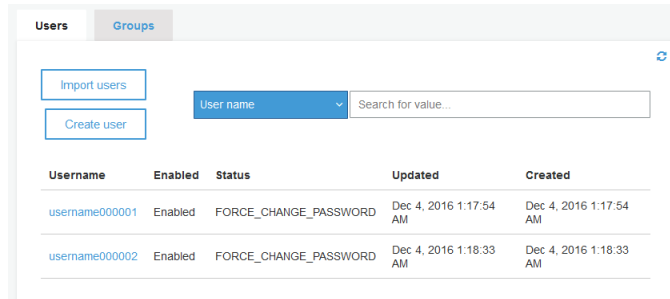 Users Groups
Import users
User name Search for value...
Create user
Username Enabled Status Updated Created
username000001 Enabled FORCE_CHANGE_PASSWORD Dec 4, 2016 1:17:54 AM Dec 4, 2016 1:17:54 AM
username000002 Enabled FORCE_CHANGE_PASSWORD Dec 4, 2016 1:18:33 AM Dec 4, 2016 1:18:33 AM